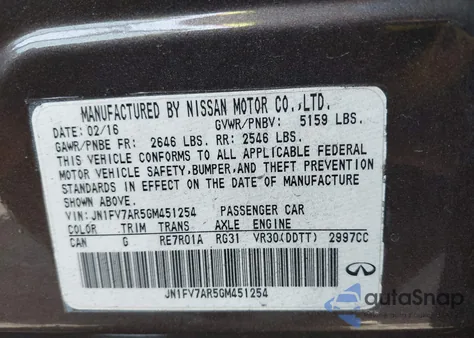 MANUFACTURED BY NISSAN MOTOR CO.,LTD.
DATE: 02/16 GVWR/PNBV: 5159 LBS.
GAWR/PNBE FR: 2646 LBS. RR: 2546 LBS.
THIS VEHICLE CONFORMS TO ALL APPLICABLE FEDERAL
MOTOR VEHICLE SAFETY,BUMPER,AND THEFT PREVENTION
STANDARDS IN EFFECT ON THE DATE OF MANUFACTURE
SHOWN ABOVE.
VIN: JN1FV7AR5GM451254 PASSENGER CAR
COLOR TRIM TRANS AXLE ENGINE
CAN G RE7R01A RG31 VR30(DDTT) 2997CC
JN1FV7AR5GM451254
INFINITI
autaSnap